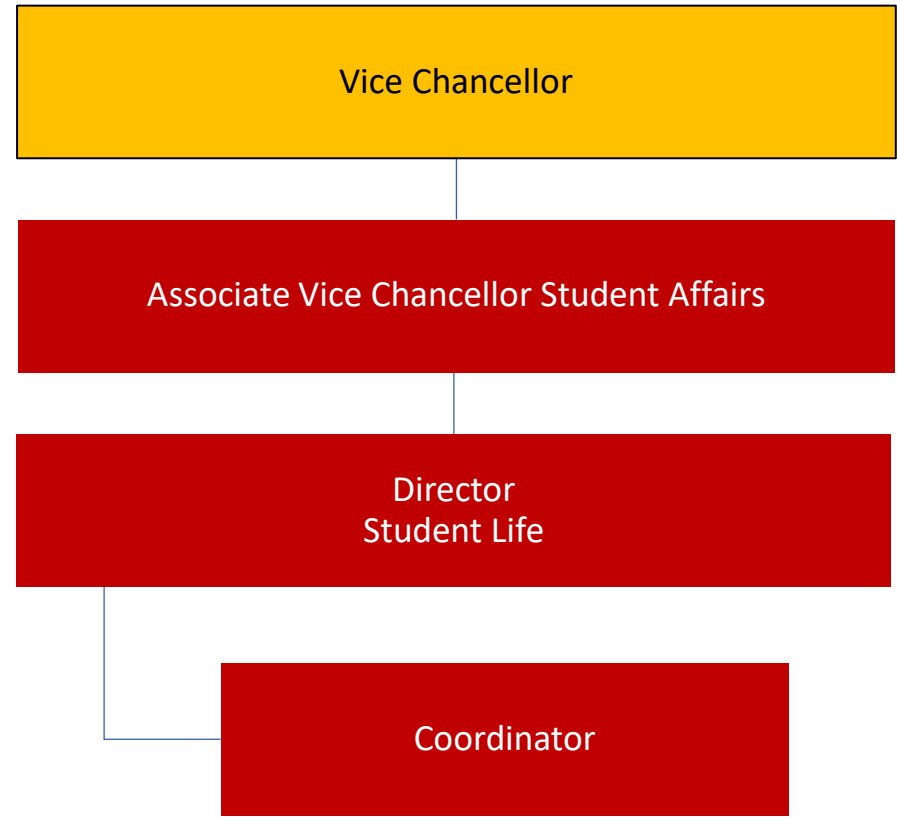 Vice Chancellor
Associate Vice Chancellor Student Affairs
Director
Student Life
Coordinator